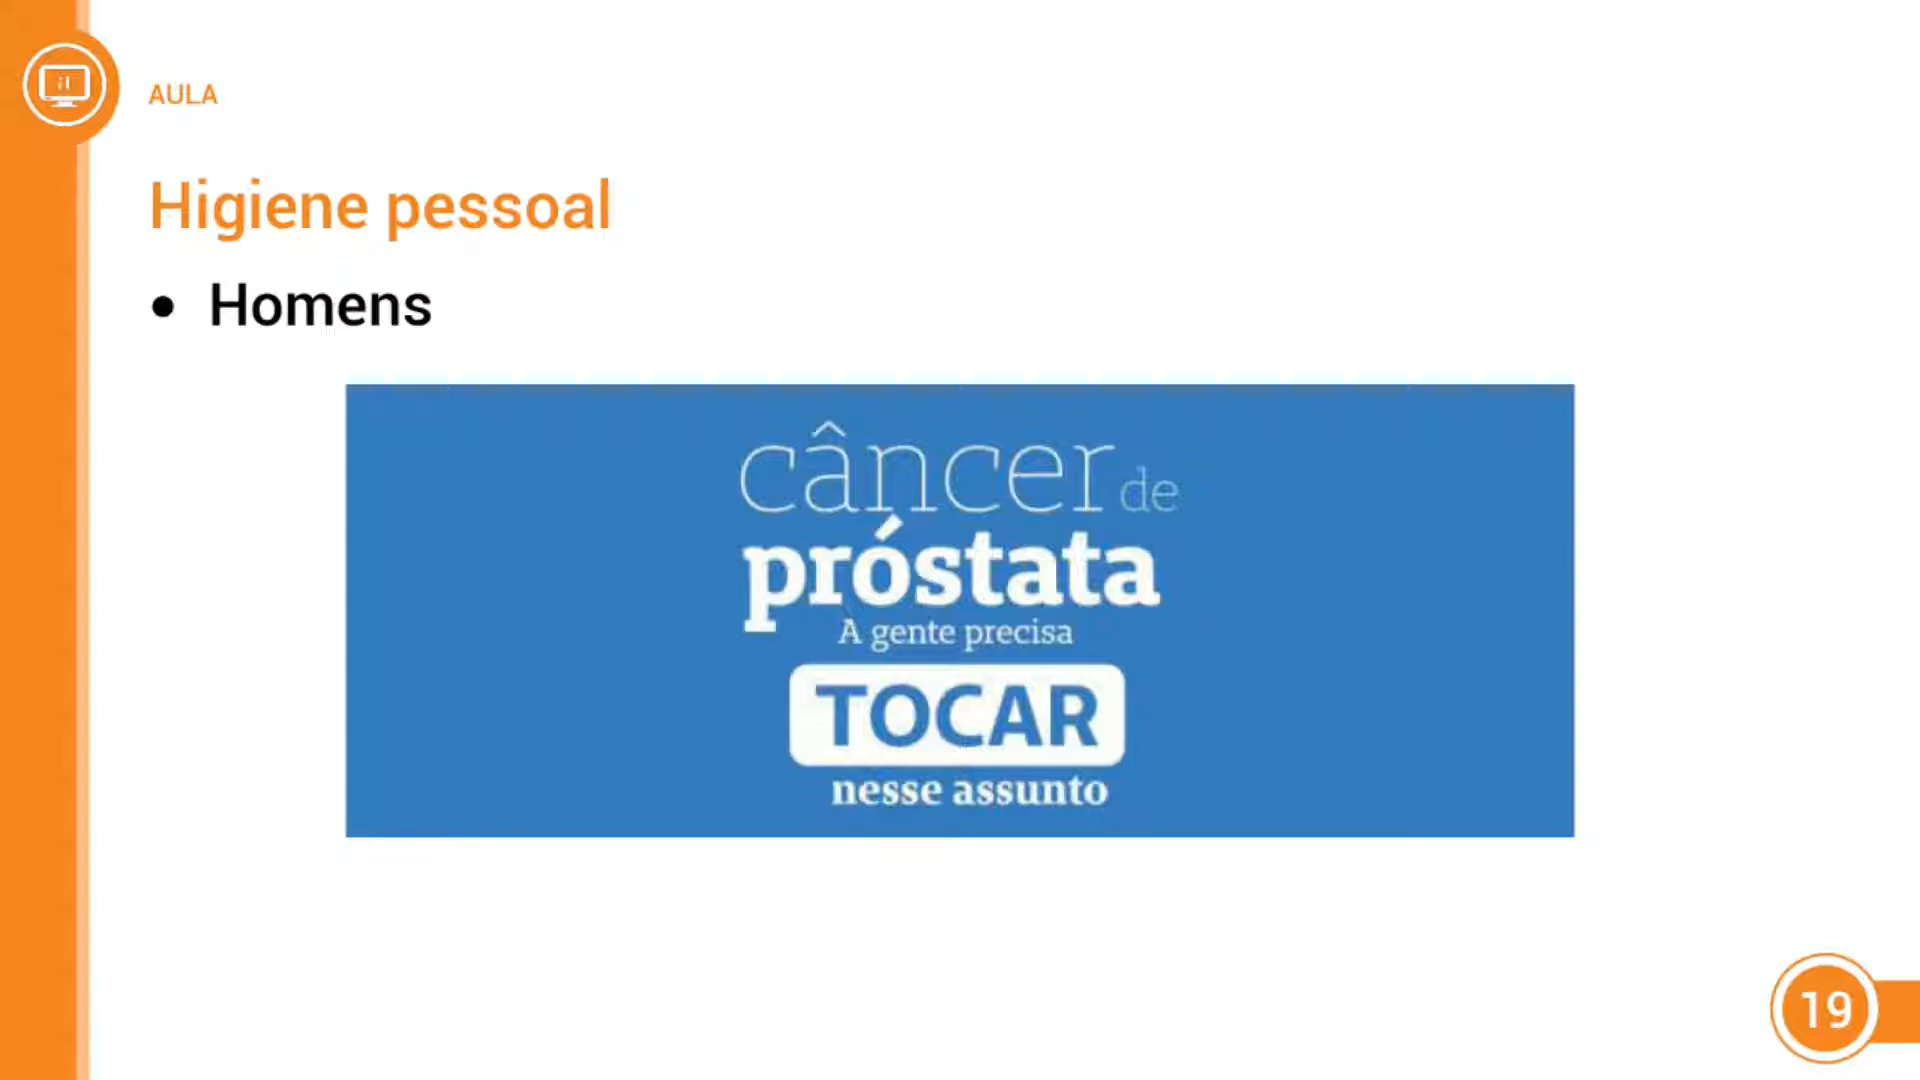 AULA
Higiene pessoal
• Homens
câncer de
próstata
A gente precisa
TOCAR
nesse assunto
19